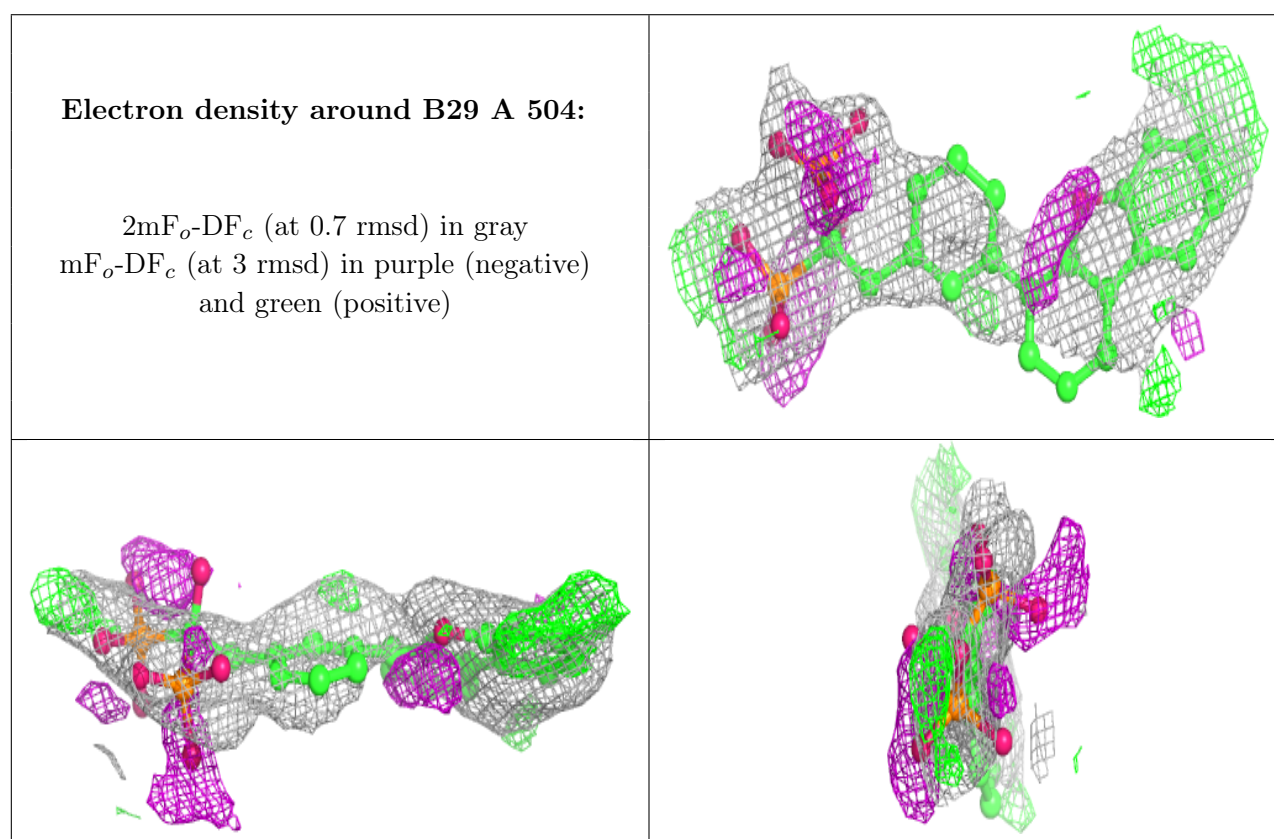 Electron density around B29 A 504:
2mFo-DFc (at 0.7 rmsd) in gray
mFo-DFc (at 3 rmsd) in purple (negative)
and green (positive)